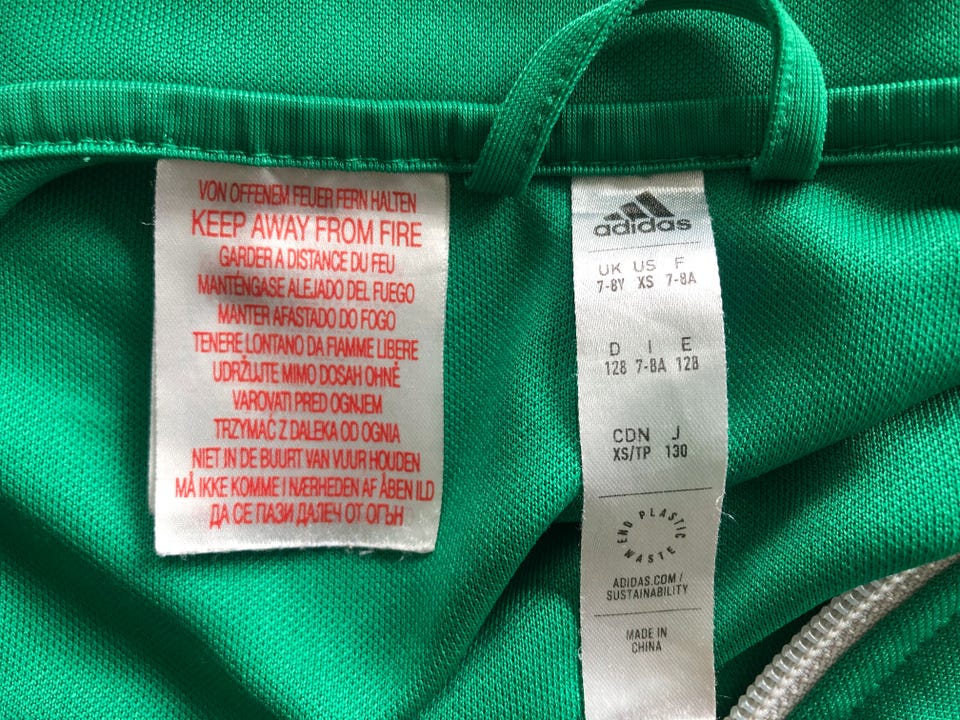 VON OFFENEM FEUER FERN HALTEN
KEEP AWAY FROM FIRE
GARDER A DISTANCE DU FEU
MANTÉNGASE ALEJADO DEL FUEGO
MANTER AFASTADO DO FOGO
TENERE LONTANO DA FIAMME LIBERE
UDRŽUJTE MIMO DOSAH OHNĚ
VAROVATI PRED OGNJEM
TRZYMAĆ Z DALEKA OD OGNIA
NIET IN DE BUURT VAN VUUR HOUDEN
MÅ IKKE KOMME I NÆRHEDEN AF ÅBEN ILD
ДА СЕ ПАЗИ ДАЛЕЧ ОТ ОГЪН
adidas
UK US F
7-8Y XS 7-8A
D I E
128 7-8A 128
CDN J
XS/TP 130
END PLASTIC WASTE
ADIDAS.COM/
SUSTAINABILITY
MADE IN
CHINA